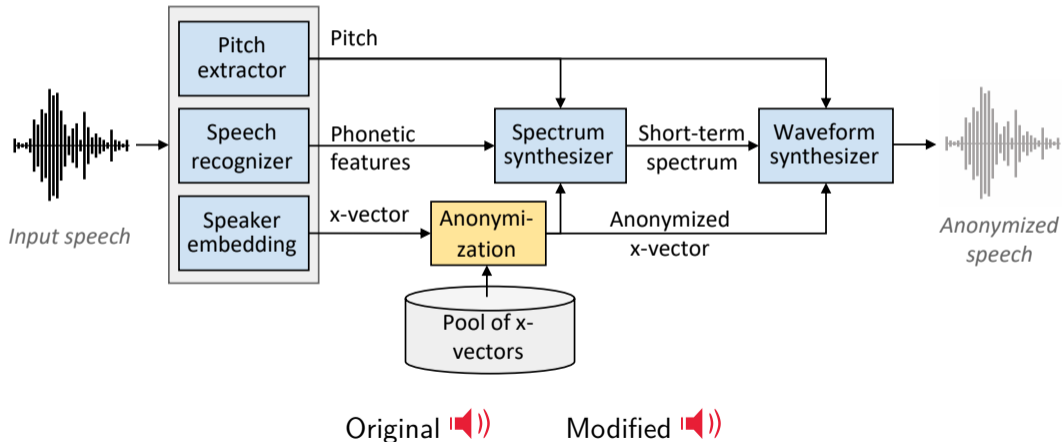 Pitch
extractor
Pitch
Speech
recognizer
Phonetic
features
Spectrum
synthesizer
Short-term
spectrum
Waveform
synthesizer
Input speech
Speaker
embedding
x-vector
Anonymi-
zation
Anonymized
x-vector
Anonymized
speech
Pool of x-
vectors
Original
Modified